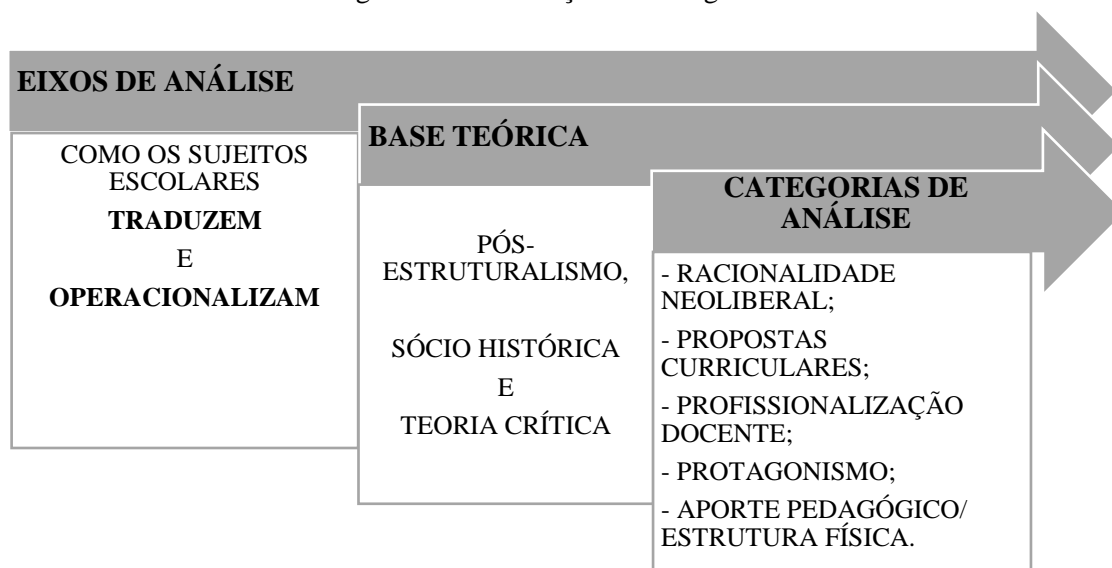 EIXOS DE ANÁLISE
COMO OS SUJEITOS
ESCOLARES
TRADUZEM
E
OPERACIONALIZAM
BASE TEÓRICA
PÓS-
ESTRUTURALISMO,
SÓCIO HISTÓRICA
E
TEORIA CRÍTICA
CATEGORIAS DE
ANÁLISE
- RACIONALIDADE
NEOLIBERAL;
- PROPOSTAS
CURRICULARES;
- PROFISSIONALIZAÇÃO
DOCENTE;
- PROTAGONISMO;
- APORTE PEDAGÓGICO/
ESTRUTURA FÍSICA.